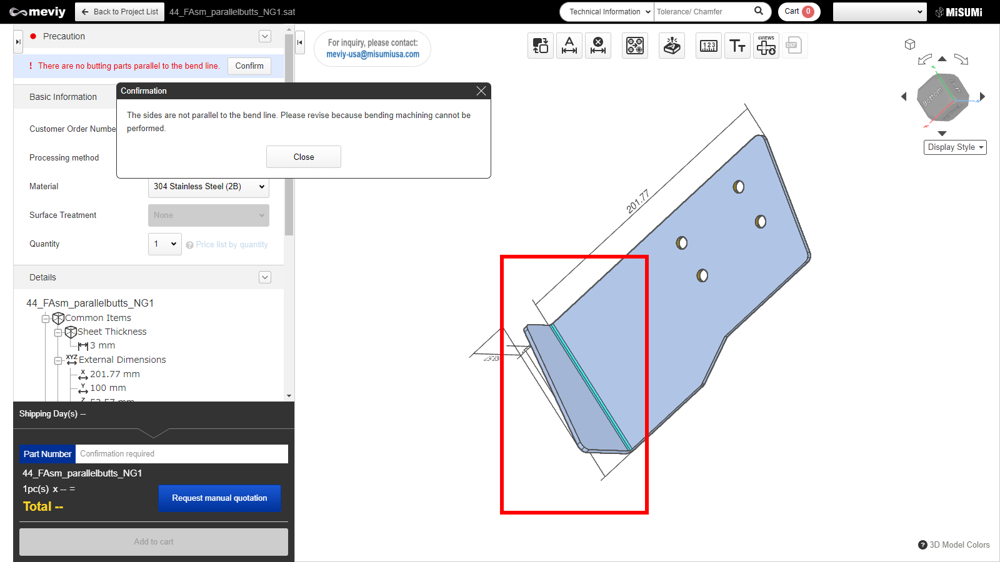 meviy
Back to Project List
44_FAsm_parallelbutts_NG1.sat
Technical Information
Tolerance/ Chamfer
Cart 0
MiSUMi
Precaution
! There are no butting parts parallel to the bend line.
Confirm
For inquiry, please contact:
meviy-usa@misumiusa.com
6VIEWS
DXF
Bottom
Left
Display Style
Confirmation
The sides are not parallel to the bend line. Please revise because bending machining cannot be
performed.
Close
Basic Information
Customer Order Numbe
Processing method
Material
304 Stainless Steel (2B)
Surface Treatment
None
Quantity
1
Price list by quantity
201.77
Details
44_FAsm_parallelbutts_NG1
Common Items
Sheet Thickness
3 mm
XYZ External Dimensions
X 201.77 mm
Y 100 mm
Z 53.57 mm
Shipping Day(s) --
Part Number
Confirmation required
44_FAsm_parallelbutts_NG1
1pc(s) x -- =
Total --
Request manual quotation
Add to cart
? 3D Model Colors